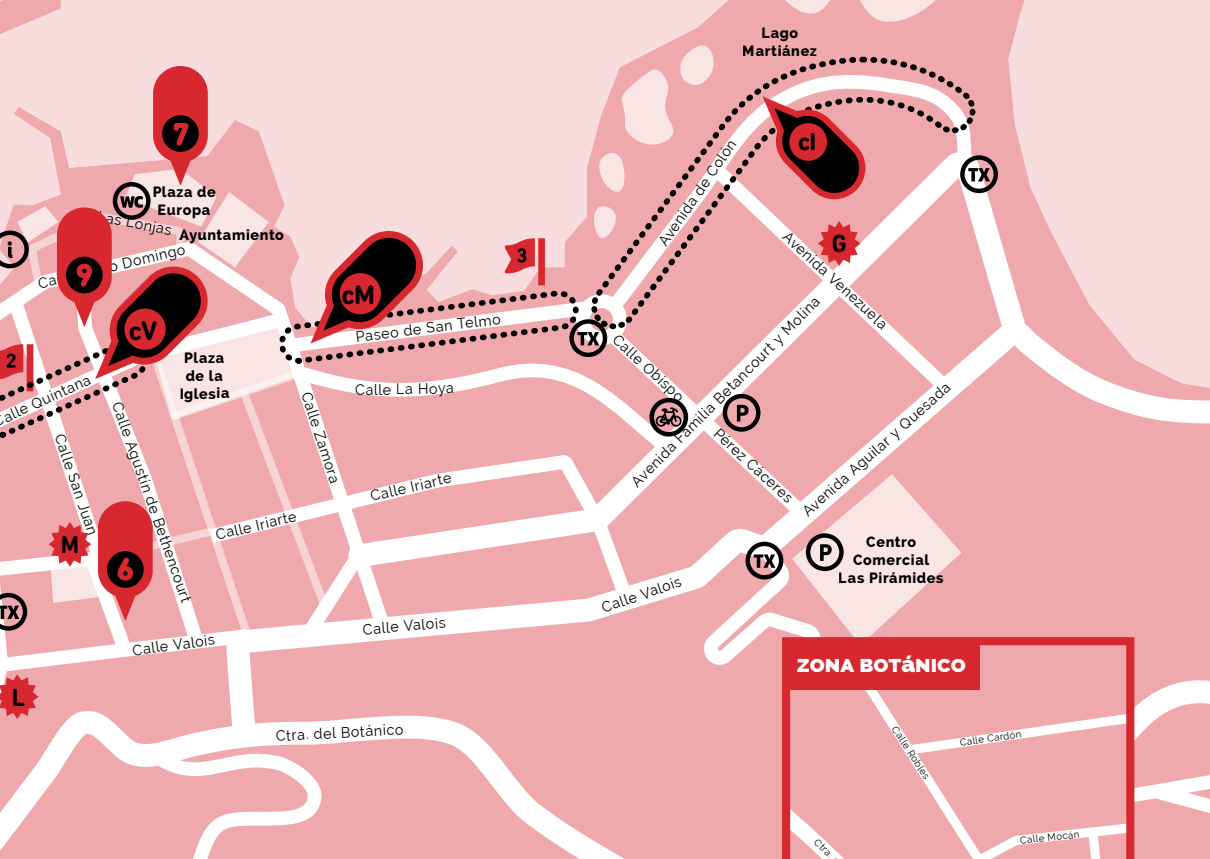 Lago
Martiánez
7
cl
TX
WC
Plaza de
Europa
as Lonjas
Ayuntamiento
i
G
3
9
Ca
o Domingo
Avenida de Colón
Avenida Venezuela
cM
cV
Paseo de San Telmo
TX
2
Plaza
de la
Iglesia
Calle Quintana
Calle La Hoya
Calle Obispo
Pérez Cáceres
P
Avenida Familia Betancourt y Molina
Avenida Aguilar y Quesada
Calle San Juan
Calle Agustín de Bethencourt
Calle Zamora
Calle Iriarte
Calle Iriarte
M
6
TX
P
Centro
Comercial
Las Pirámides
TX
Calle Valois
Calle Valois
Calle Valois
L
ZONA BOTáNICO
Ctra. del Botánico
Calle Robles
Calle Cardón
Calle Mocán
Ctra.